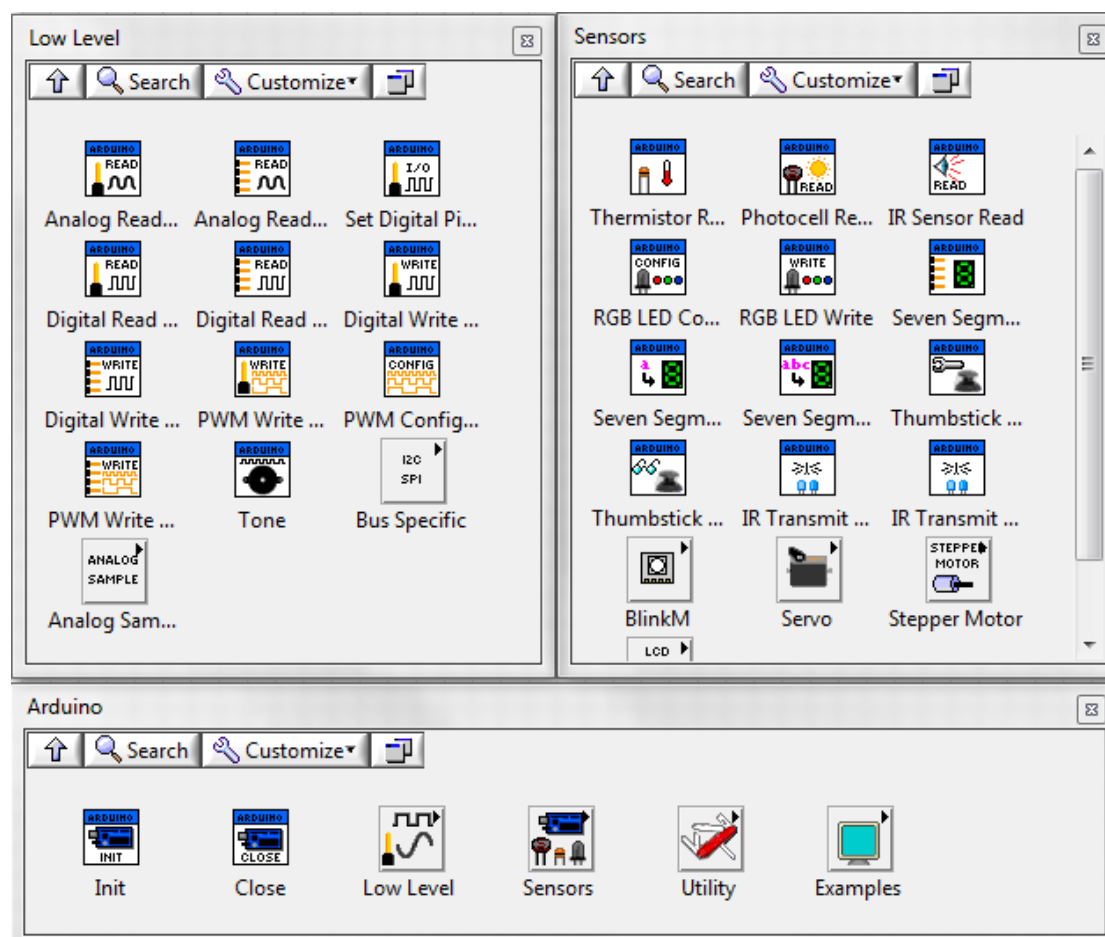 Low Level
Search Customize
ARDUINO ARDUINO ARDUINO
READ READ I/O
Analog Read... Analog Read... Set Digital Pi...
ARDUINO ARDUINO ARDUINO
READ READ WRITE
Digital Read ... Digital Read ... Digital Write ...
ARDUINO ARDUINO ARDUINO
WRITE WRITE CONFIG
Digital Write ... PWM Write ... PWM Config...
ARDUINO ARDUINO I2C
WRITE SPI
PWM Write ... Tone Bus Specific
ANALOG
SAMPLE
Analog Sam...
Sensors
Search Customize
ARDUINO ARDUINO ARDUINO
READ READ
Thermistor R... Photocell Re... IR Sensor Read
ARDUINO ARDUINO ARDUINO
CONFIG WRITE
RGB LED Co... RGB LED Write Seven Segm...
ARDUINO ARDUINO ARDUINO
a abc
Seven Segm... Seven Segm... Thumbstick ...
ARDUINO ARDUINO ARDUINO
Thumbstick ... IR Transmit ... IR Transmit ...
STEPPER
MOTOR
BlinkM Servo Stepper Motor
LCD
Arduino
Search Customize
ARDUINO ARDUINO
INIT CLOSE
Init Close Low Level Sensors Utility Examples